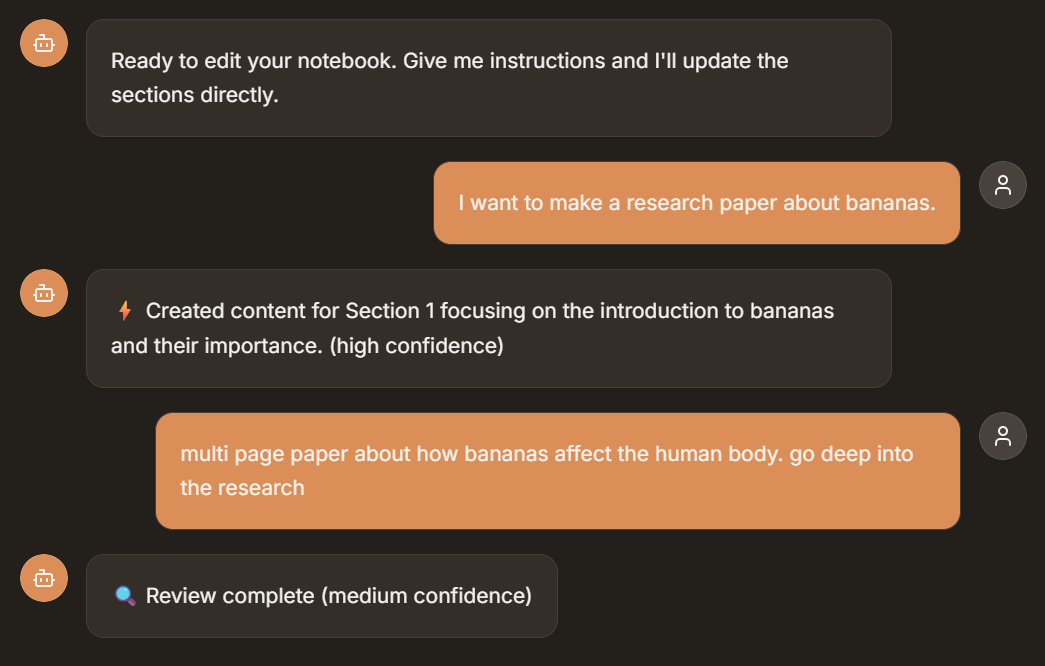 Ready to edit your notebook. Give me instructions and I'll update the
sections directly.
I want to make a research paper about bananas.
⚡ Created content for Section 1 focusing on the introduction to bananas
and their importance. (high confidence)
multi page paper about how bananas affect the human body. go deep into
the research
🔍 Review complete (medium confidence)